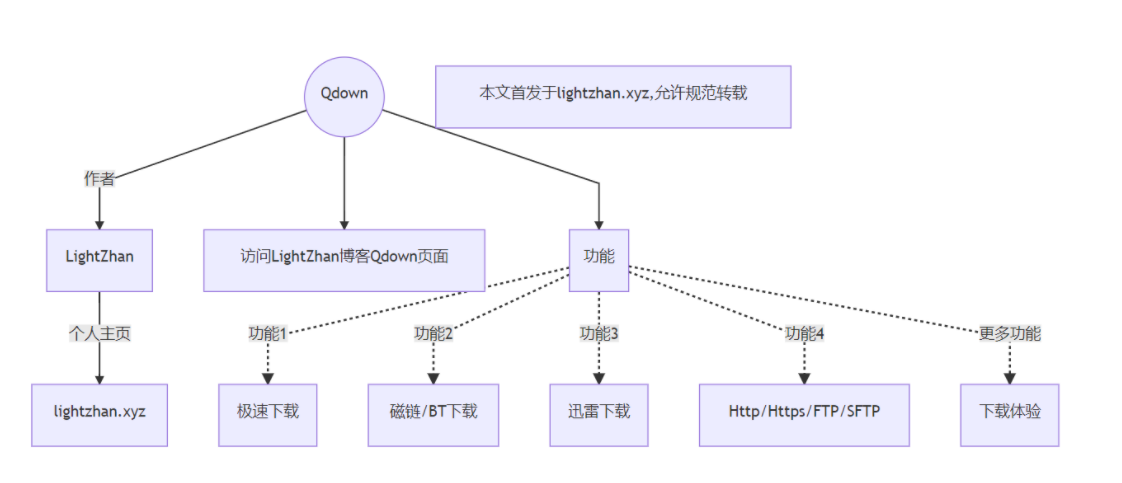 Qdown
本文首发于lightzhan.xyz,允许规范转载
作者
LightZhan
访问LightZhan博客Qdown页面
功能
个人主页
功能1
功能2
功能3
功能4
更多功能
lightzhan.xyz
极速下载
磁链/BT下载
迅雷下载
Http/Https/FTP/SFTP
下载体验